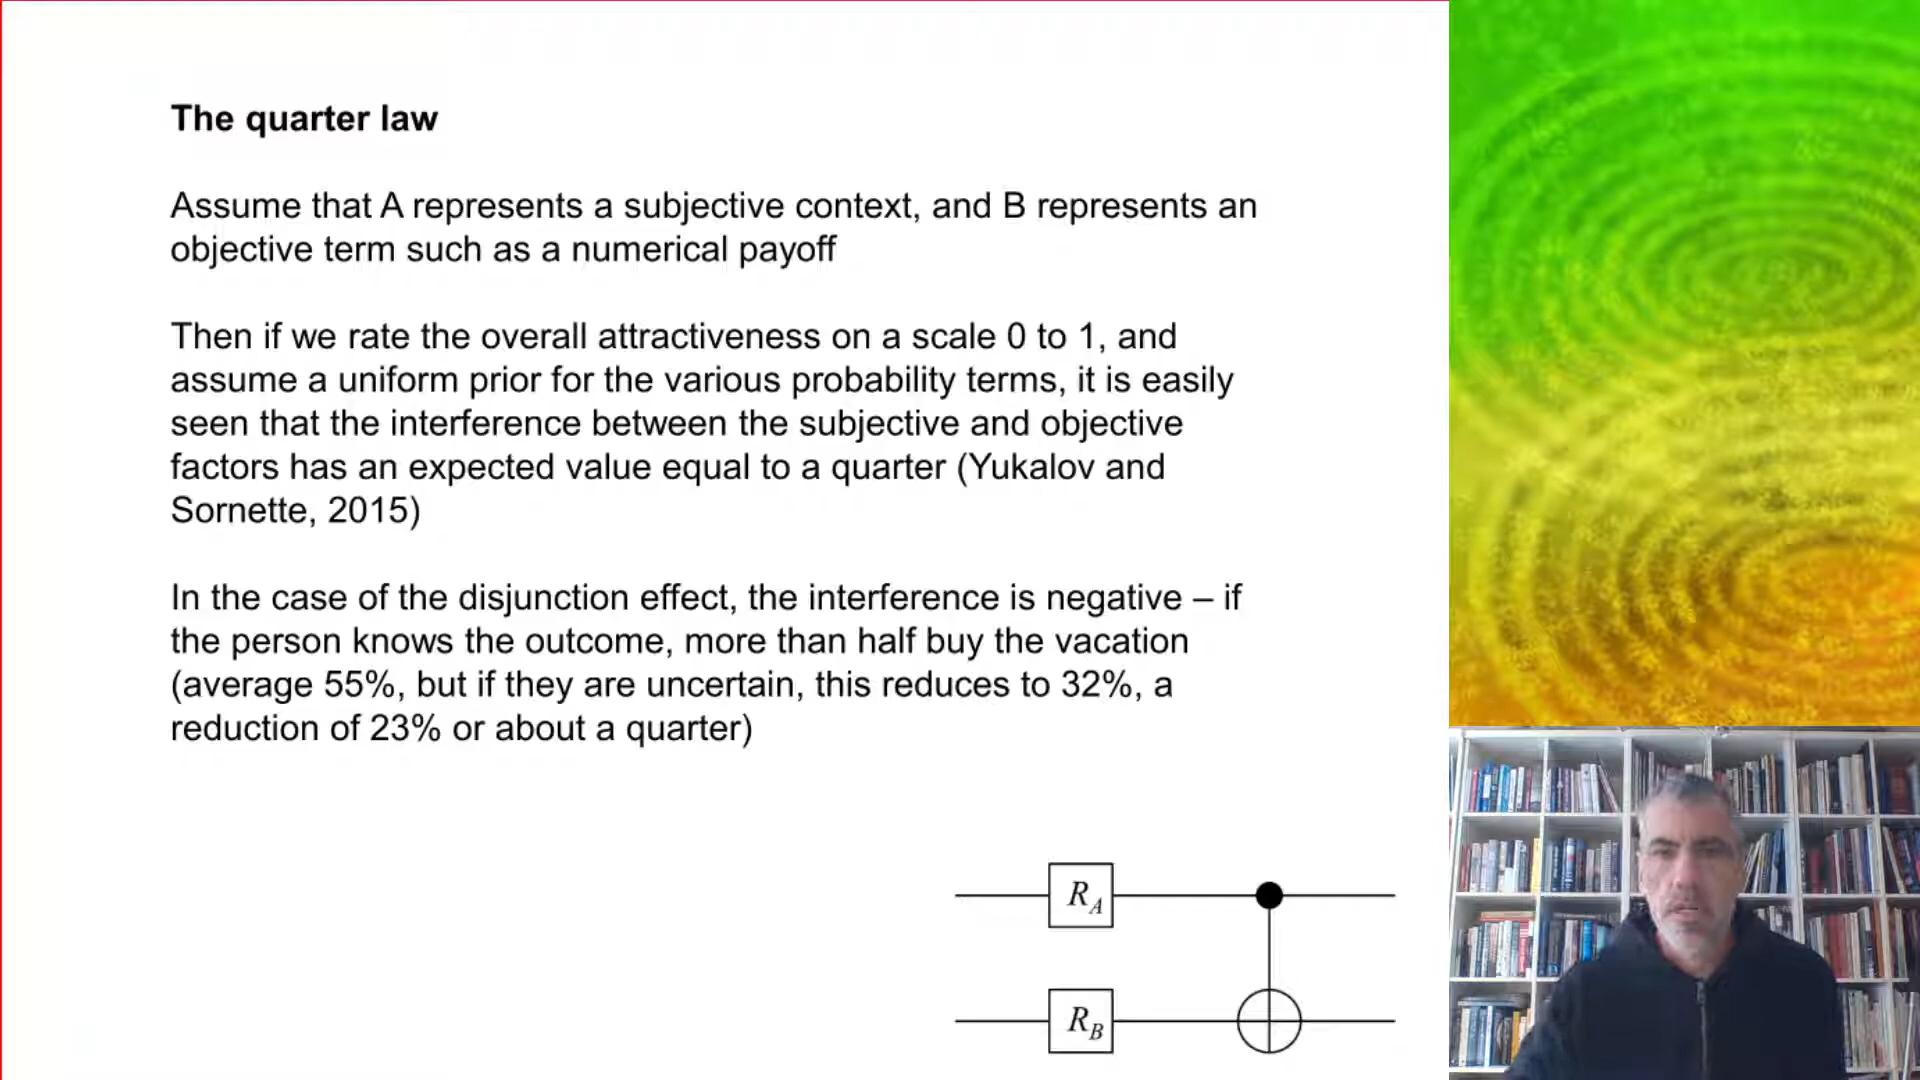 The quarter law
Assume that A represents a subjective context, and B represents an
objective term such as a numerical payoff
Then if we rate the overall attractiveness on a scale 0 to 1, and
assume a uniform prior for the various probability terms, it is easily
seen that the interference between the subjective and objective
factors has an expected value equal to a quarter (Yukalov and
Sornette, 2015)
In the case of the disjunction effect, the interference is negative – if
the person knows the outcome, more than half buy the vacation
(average 55%, but if they are uncertain, this reduces to 32%, a
reduction of 23% or about a quarter)
R_A
R_B